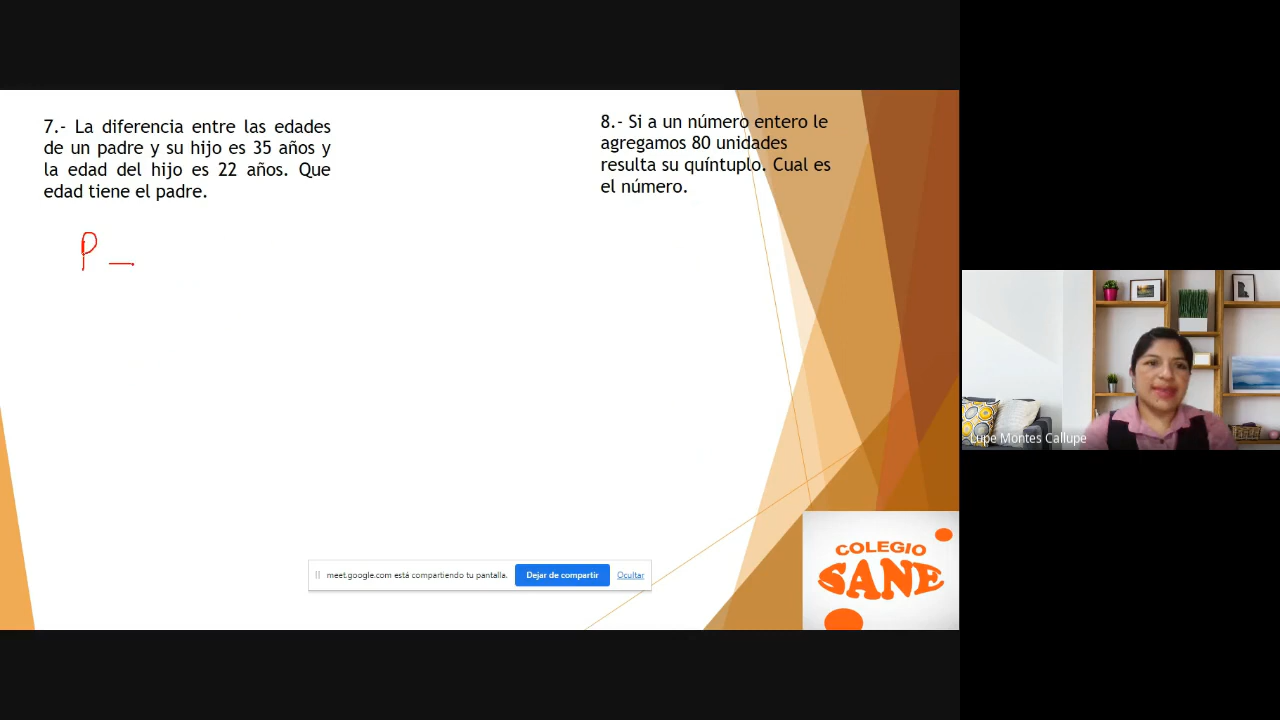 7.- La diferencia entre las edades
de un padre y su hijo es 35 años y
la edad del hijo es 22 años. Que
edad tiene el padre.
P _
8.- Si a un número entero le
agregamos 80 unidades
resulta su quíntuplo. Cual es
el número.
Lupe Montes Callupe
meet.google.com está compartiendo tu pantalla. Dejar de compartir Ocultar
COLEGIO
SANE